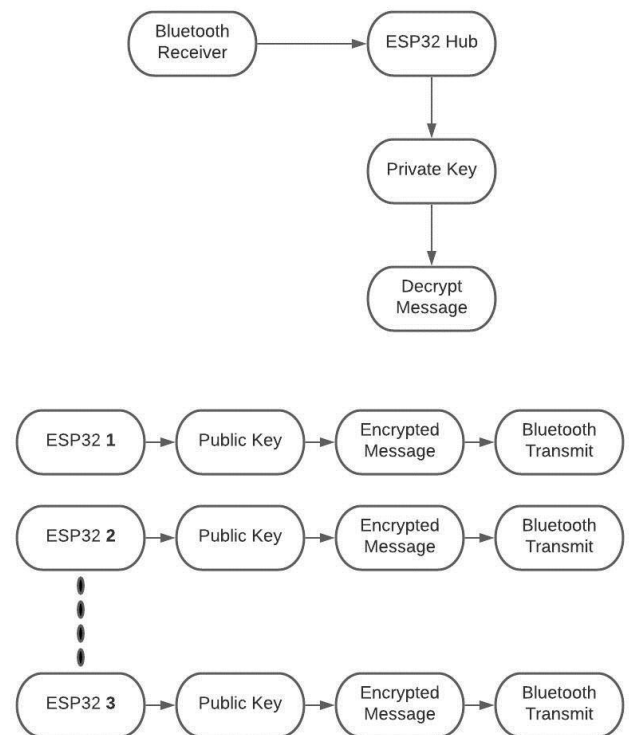 Bluetooth
Receiver
ESP32 Hub
Private Key
Decrypt
Message
ESP32 1
Public Key
Encrypted
Message
Bluetooth
Transmit
ESP32 2
Public Key
Encrypted
Message
Bluetooth
Transmit
ESP32 3
Public Key
Encrypted
Message
Bluetooth
Transmit